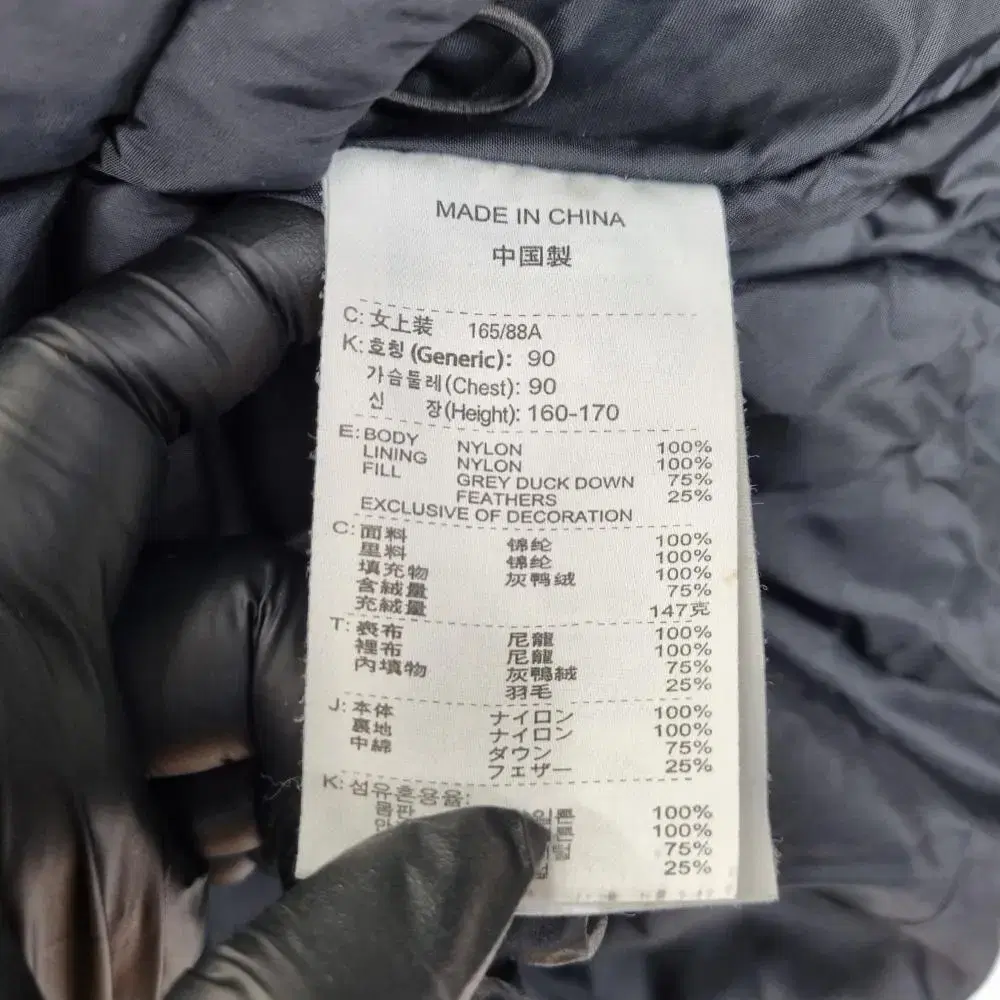 MADE IN CHINA
中国製
C: 女上装 165/88A
K: 호칭 (Generic): 90
가슴둘레(Chest): 90
신 장(Height): 160-170
E: BODY NYLON 100%
LINING NYLON 100%
FILL GREY DUCK DOWN 75%
FEATHERS 25%
EXCLUSIVE OF DECORATION
C: 面料 锦纶 100%
里料 锦纶 100%
填充物 灰鸭绒 100%
含绒量 75%
充绒量 147克
T: 表布 尼龍 100%
裡布 尼龍 100%
內填物 灰鴨絨 75%
羽毛 25%
J: 本体 ナイロン 100%
裏地 ナイロン 100%
中綿 ダウン 75%
フェザー 25%
K: 섬유혼용율:
몸판 100%
100%
75%
25%